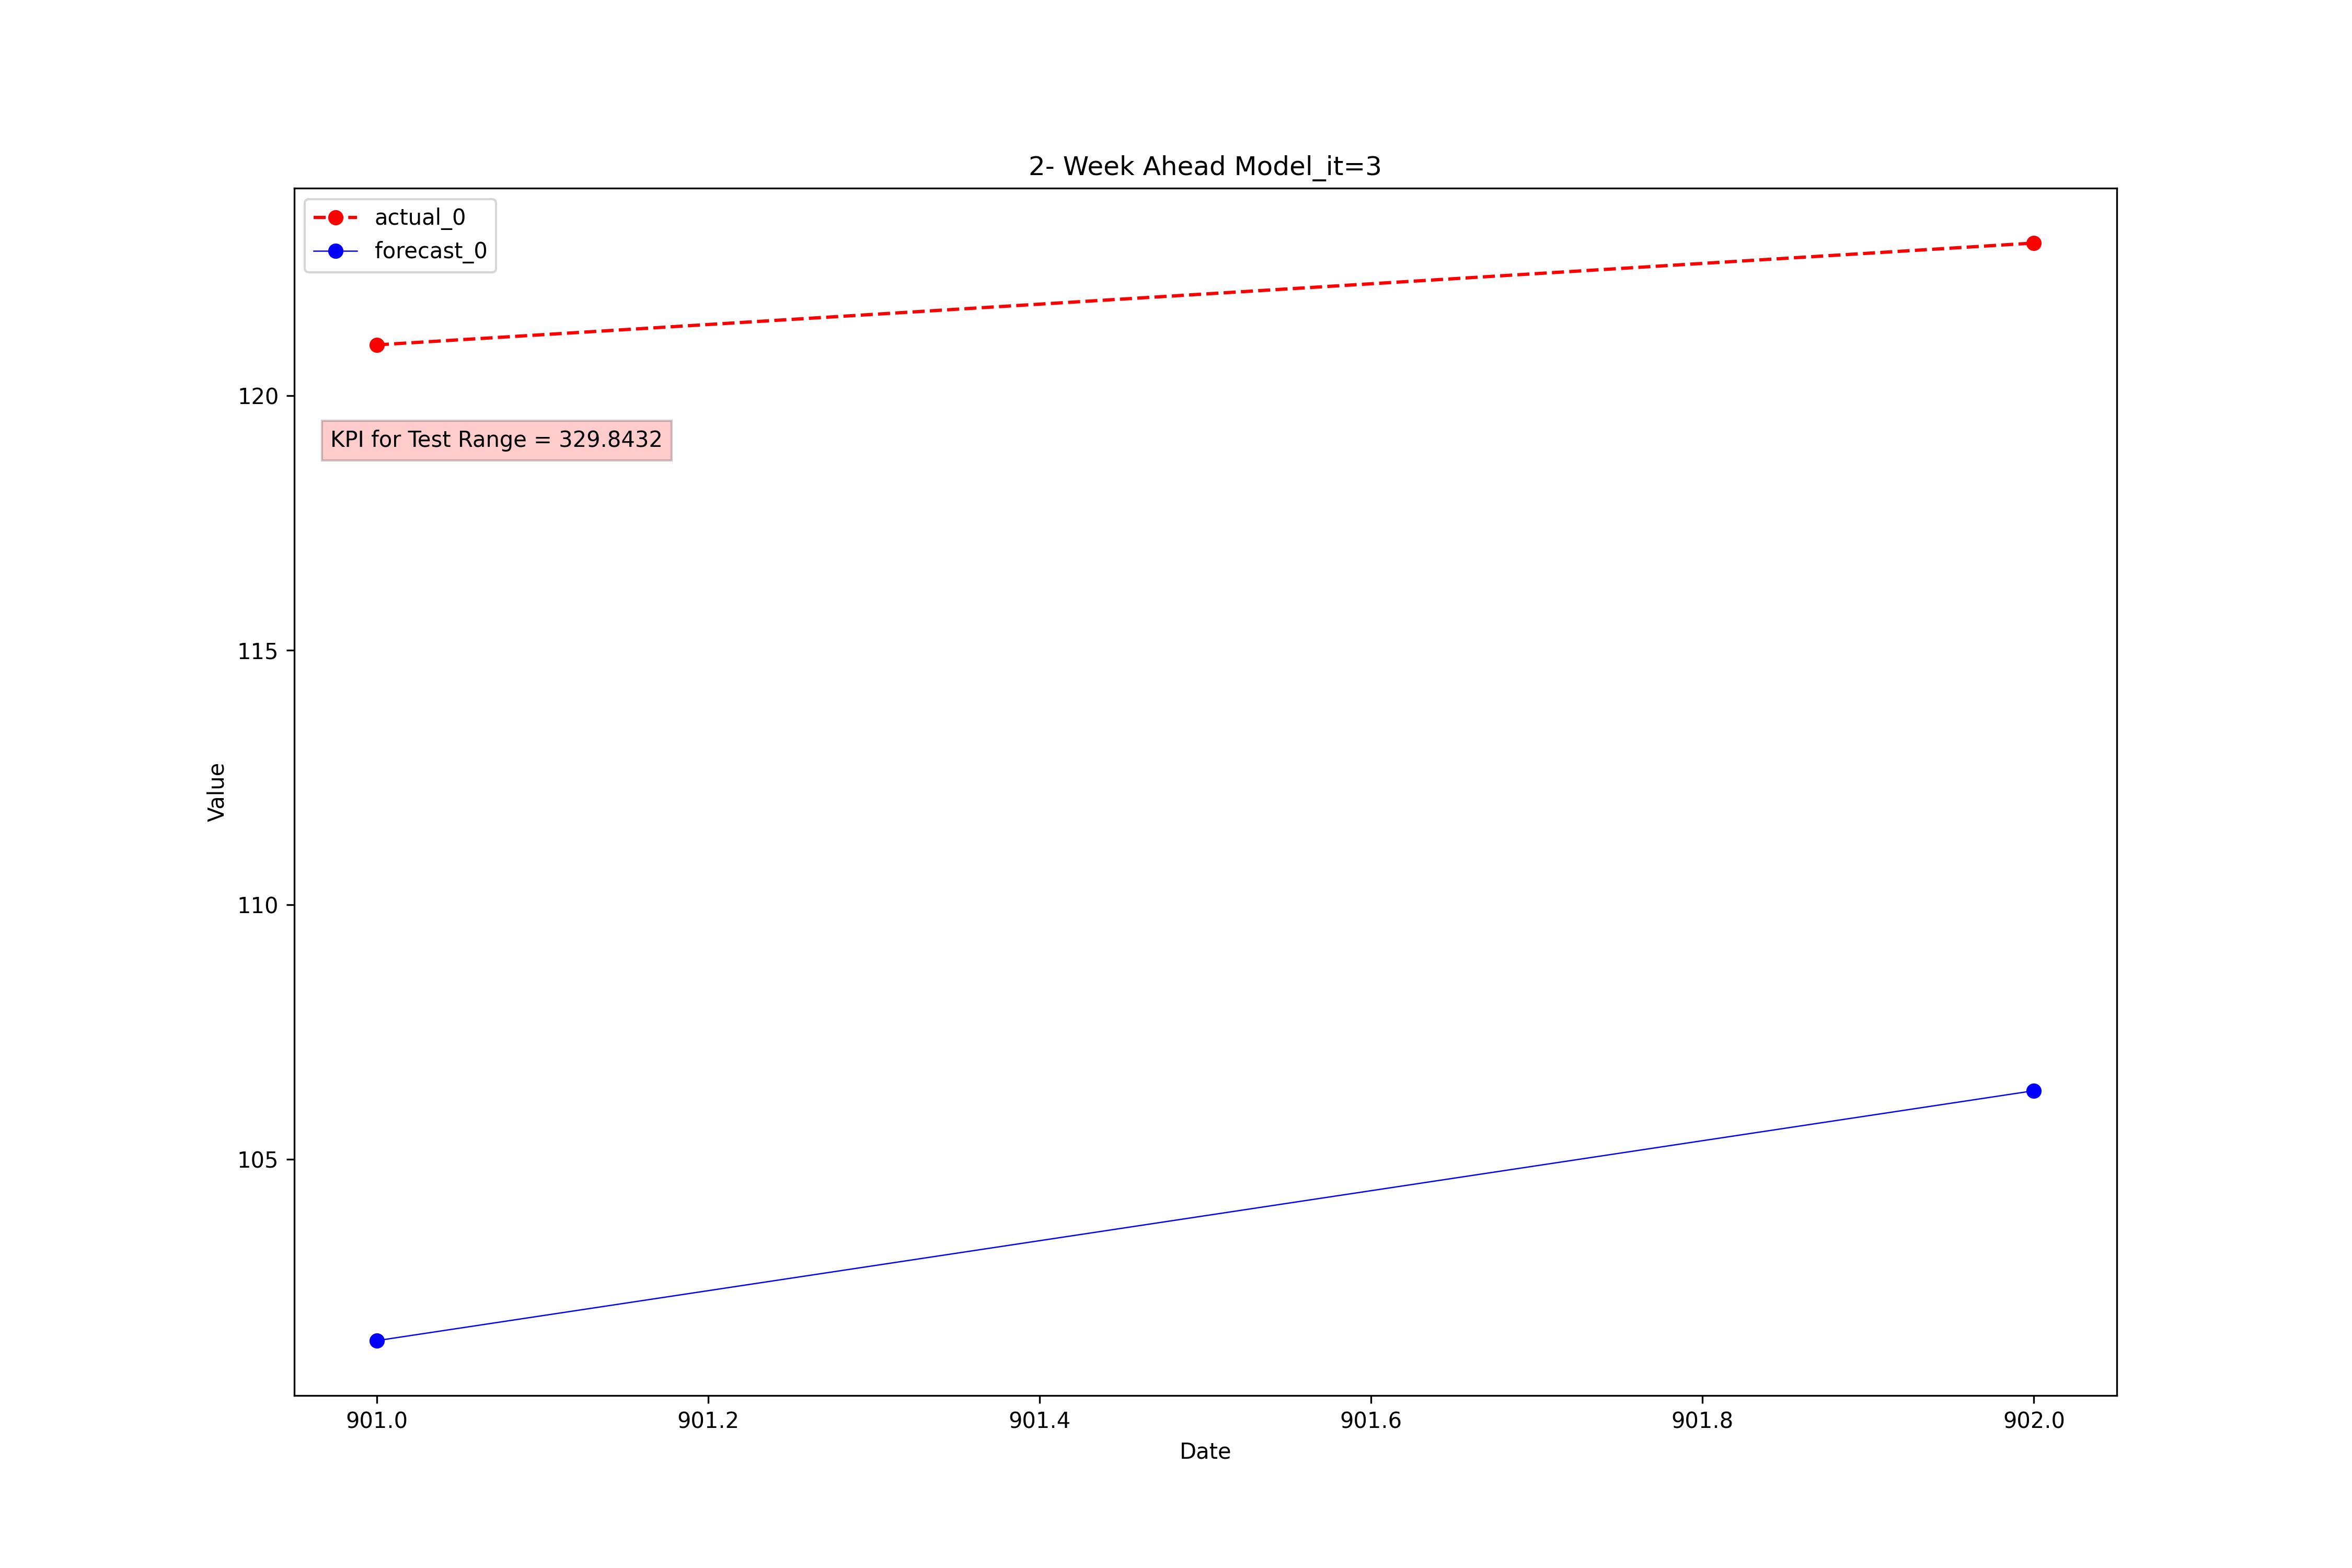 2- Week Ahead Model_it=3
actual_0
forecast_0
KPI for Test Range = 329.8432
120
115
110
105
Value
901.0 901.2 901.4 901.6 901.8 902.0
Date